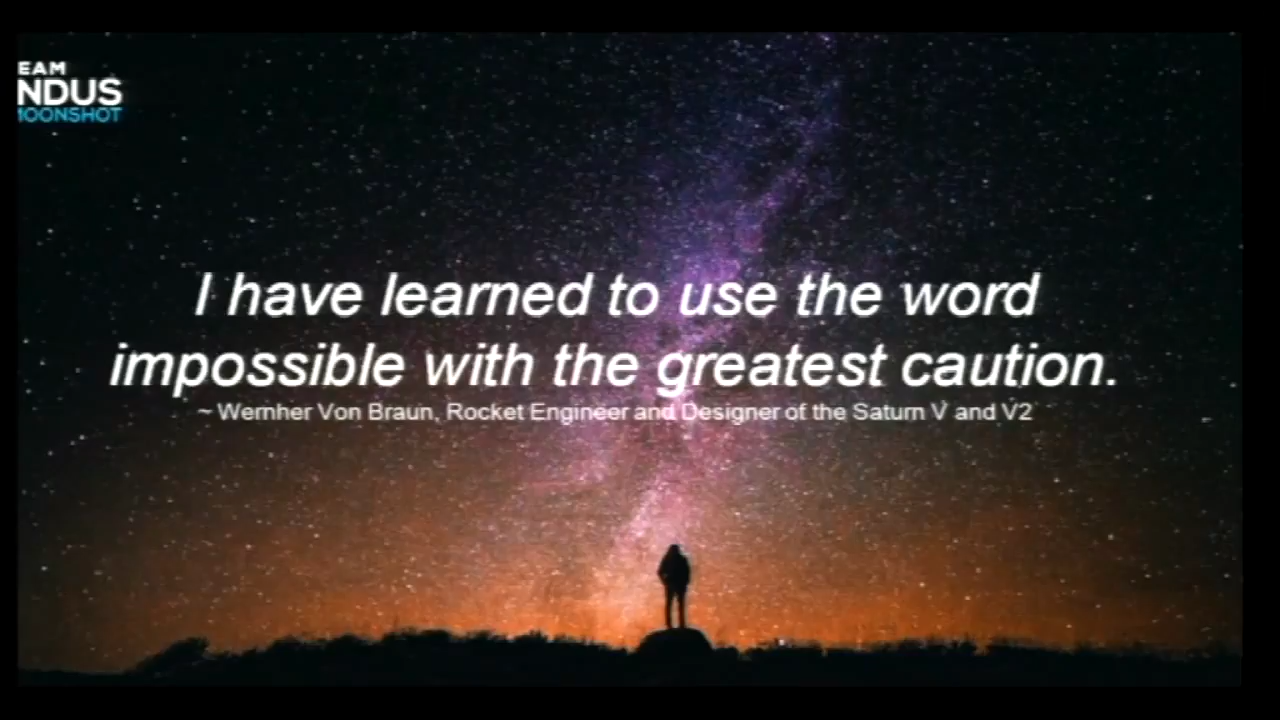 EAM
NDUS
MOONSHOT
I have learned to use the word
impossible with the greatest caution.
~ Wernher Von Braun, Rocket Engineer and Designer of the Saturn V and V2